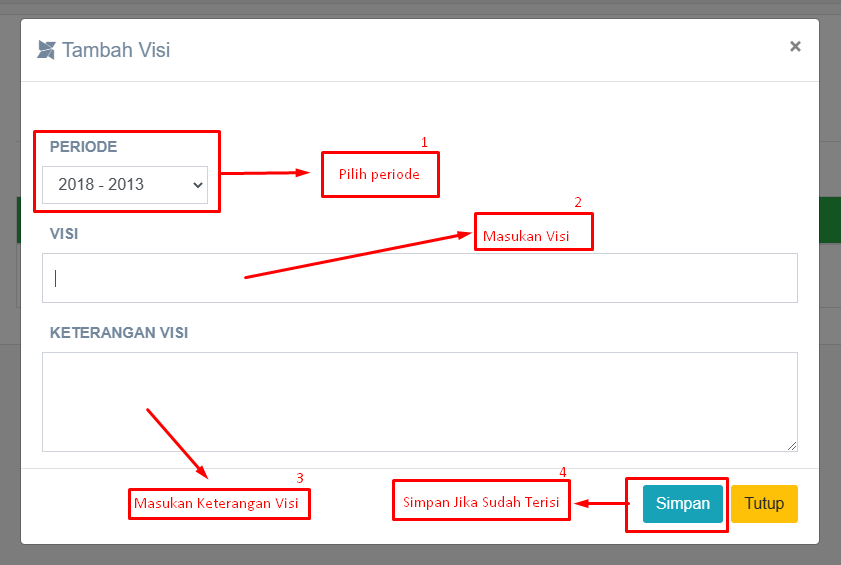 Tambah Visi ×
PERIODE
1
Pilih periode
2018 - 2013
2
VISI
Masukan Visi
KETERANGAN VISI
3
Masukan Keterangan Visi
4
Simpan Jika Sudah Terisi
Simpan
Tutup